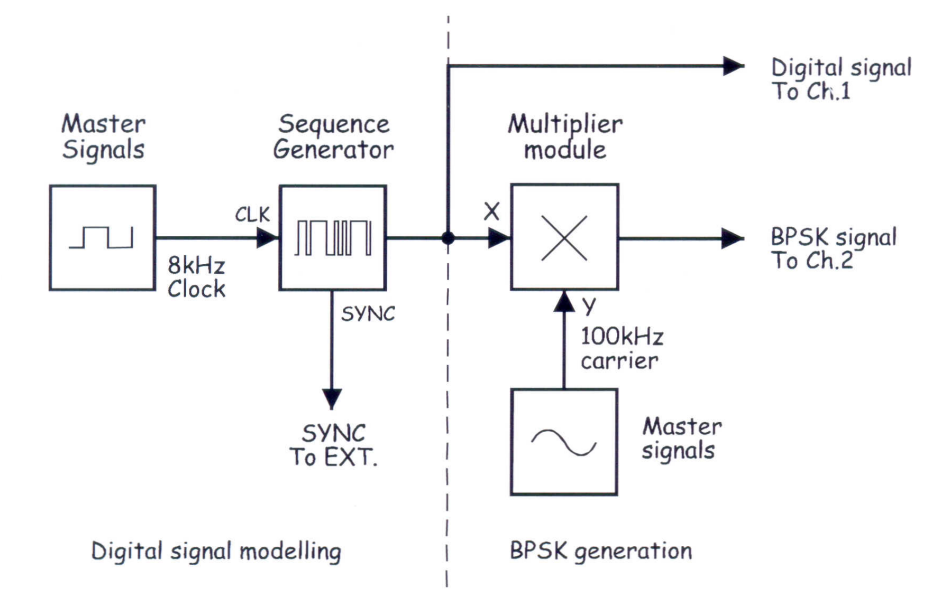 Digital signal
To Ch.1
Master
Signals
Sequence
Generator
Multiplier
module
CLK
X
8kHz
Clock
BPSK signal
To Ch.2
SYNC
Y
100kHz
carrier
SYNC
To EXT.
Master
signals
Digital signal modelling
BPSK generation